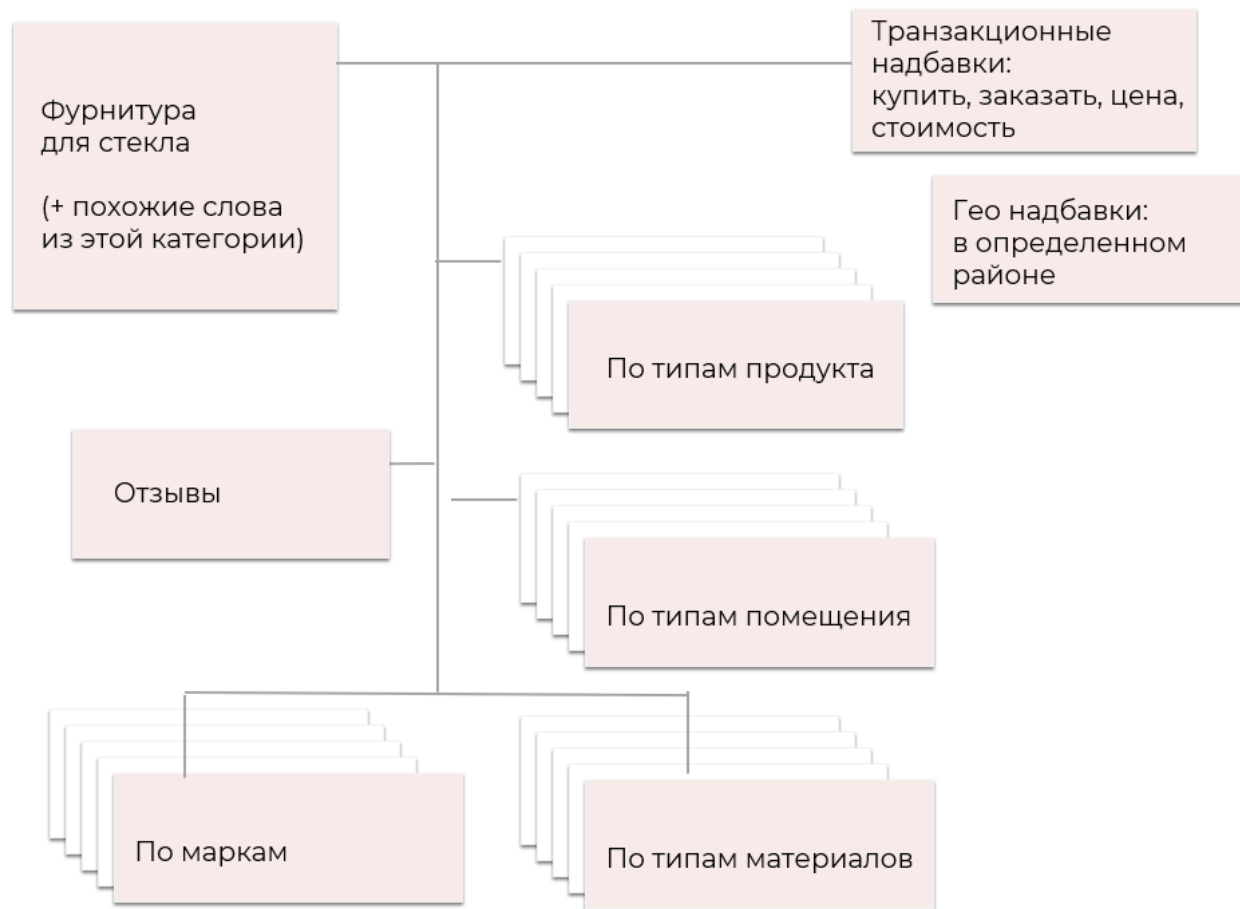 Фурнитура
для стекла
(+ похожие слова
из этой категории)
Транзакционные
надбавки:
купить, заказать, цена,
стоимость
Гео надбавки:
в определенном
районе
По типам продукта
Отзывы
По типам помещения
По маркам
По типам материалов